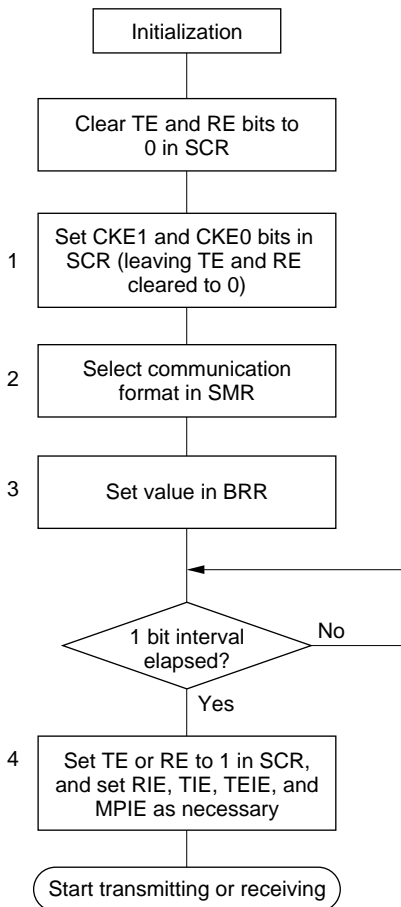 Initialization
Clear TE and RE bits to
0 in SCR
1
Set CKE1 and CKE0 bits in
SCR (leaving TE and RE
cleared to 0)
2
Select communication
format in SMR
3
Set value in BRR
1 bit interval
elapsed?
No
Yes
4
Set TE or RE to 1 in SCR,
and set RIE, TIE, TEIE, and
MPIE as necessary
Start transmitting or receiving